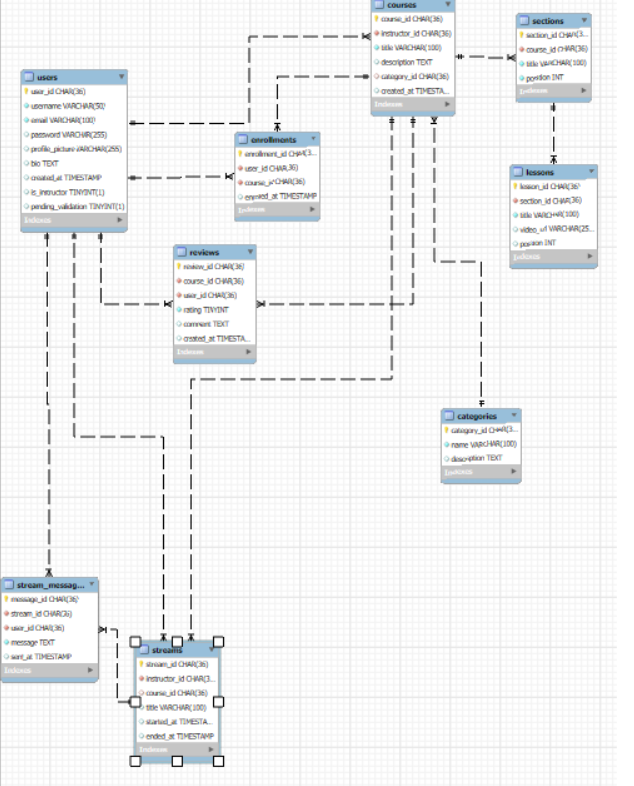 courses
course_id CHAR(36)
instructor_id CHAR(36)
title VARCHAR(100)
description TEXT
category_id CHAR(36)
created_at TIMESTA...
Indexes
sections
section_id CHAR(3...
course_id CHAR(36)
title VARCHAR(100)
position INT
Indexes
users
user_id CHAR(36)
username VARCHAR(50)
email VARCHAR(100)
password VARCHAR(255)
profile_picture VARCHAR(255)
bio TEXT
created_at TIMESTAMP
is_instructor TINYINT(1)
pending_validation TINYINT(1)
Indexes
enrollments
enrollment_id CHAR(3...
user_id CHAR(36)
course_id CHAR(36)
enrolled_at TIMESTAMP
Indexes
lessons
lesson_id CHAR(36)
section_id CHAR(36)
title VARCHAR(100)
video_url VARCHAR(25...
position INT
Indexes
reviews
review_id CHAR(36)
course_id CHAR(36)
user_id CHAR(36)
rating TINYINT
comment TEXT
created_at TIMESTA...
Indexes
categories
category_id CHAR(3...
name VARCHAR(100)
description TEXT
Indexes
stream_messag...
message_id CHAR(36)
stream_id CHAR(36)
user_id CHAR(36)
message TEXT
sent_at TIMESTAMP
Indexes
streams
stream_id CHAR(36)
instructor_id CHAR(3...
course_id CHAR(36)
title VARCHAR(100)
started_at TIMESTA...
ended_at TIMESTAMP
Indexes